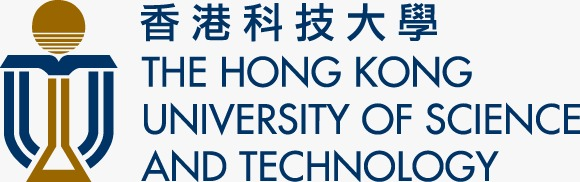 香港科技大學
THE HONG KONG
UNIVERSITY OF SCIENCE
AND TECHNOLOGY